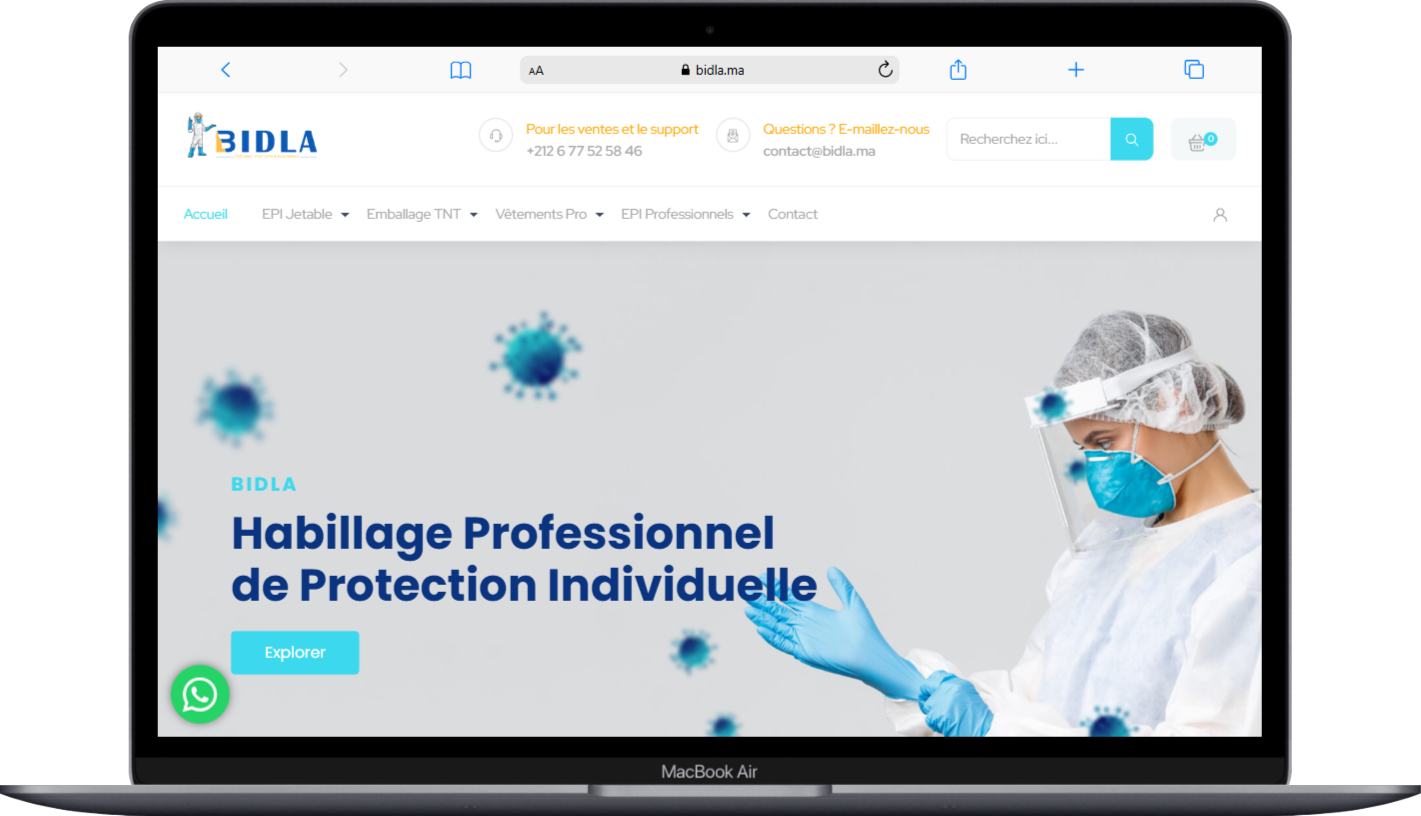 AA
bidla.ma
BIDLA
Pour les ventes et le support
+212 6 77 52 58 46
Questions ? E-maillez-nous
contact@bidla.ma
Recherchez ici...
0
Accueil
EPI Jetable
Emballage TNT
Vêtements Pro
EPI Professionnels
Contact
BIDLA
Habillage Professionnel
de Protection Individuelle
Explorer
MacBook Air